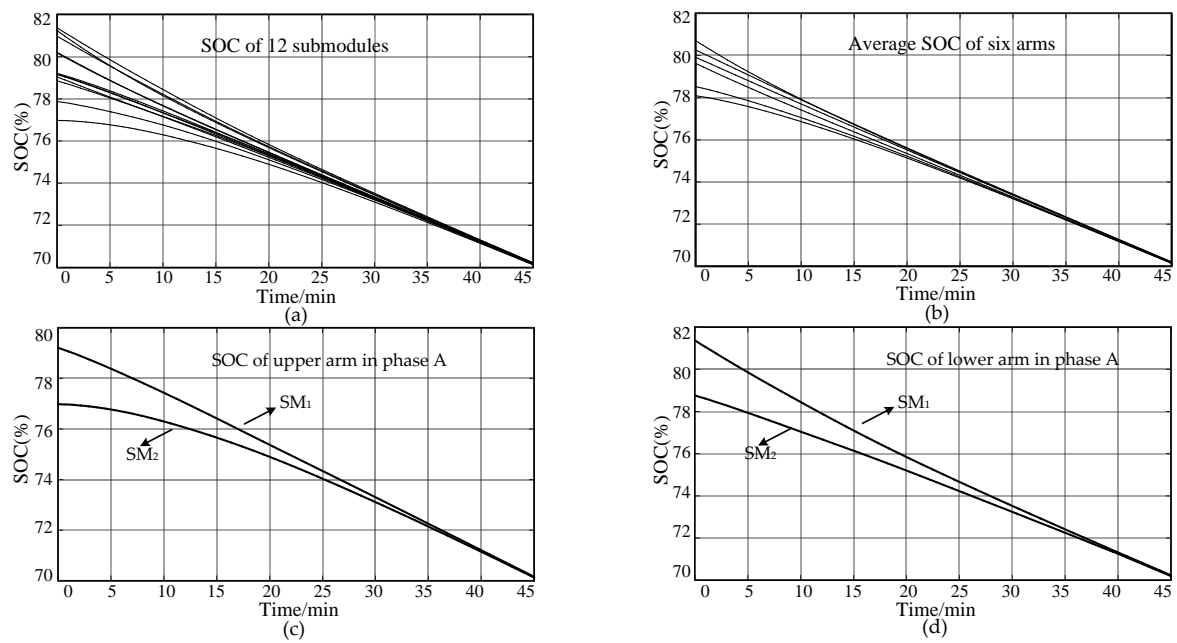 SOC of 12 submodules
SOC(%)
82
80
78
76
74
72
70
0 5 10 15 20 25 30 35 40 45
Time/min
(a)
Average SOC of six arms
SOC(%)
82
80
78
76
74
72
70
0 5 10 15 20 25 30 35 40 45
Time/min
(b)
SOC of upper arm in phase A
SOC(%)
80
78
76
74
72
70
SM1
SM2
0 5 10 15 20 25 30 35 40 45
Time/min
(c)
SOC of lower arm in phase A
SOC(%)
82
80
78
76
74
72
70
SM1
SM2
0 5 10 15 20 25 30 35 40 45
Time/min
(d)